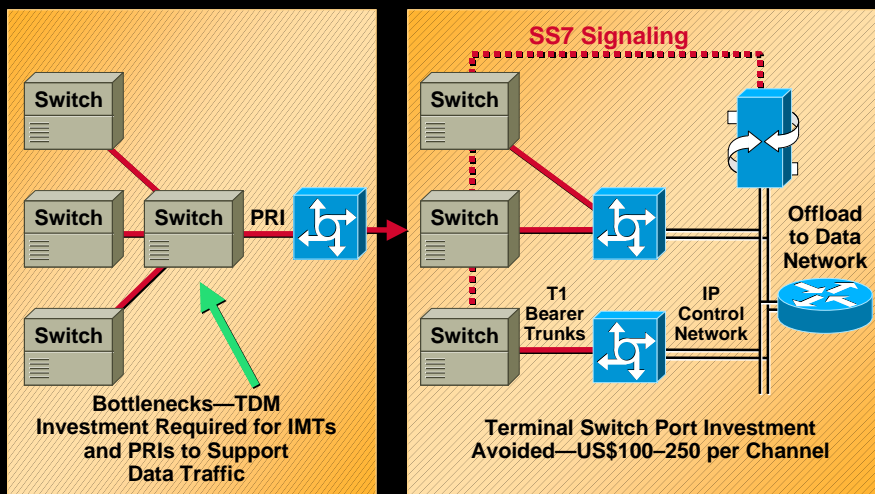 Switch
Switch
Switch
PRI
Switch
Bottlenecks—TDM
Investment Required for IMTs
and PRIs to Support
Data Traffic
SS7 Signaling
Switch
Switch
Switch
T1
Bearer
Trunks
IP
Control
Network
Offload
to Data
Network
Terminal Switch Port Investment
Avoided—US$100–250 per Channel